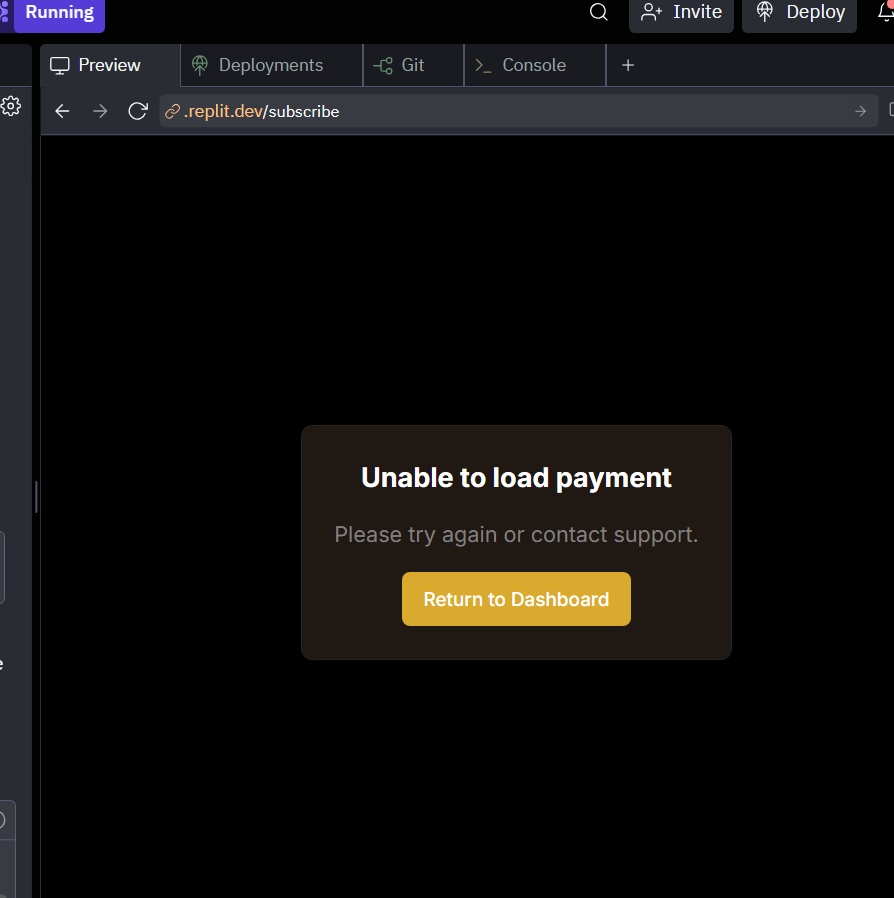 Running
Invite
Deploy
Preview
Deployments
Git
Console
.replit.dev/subscribe
Unable to load payment
Please try again or contact support.
Return to Dashboard